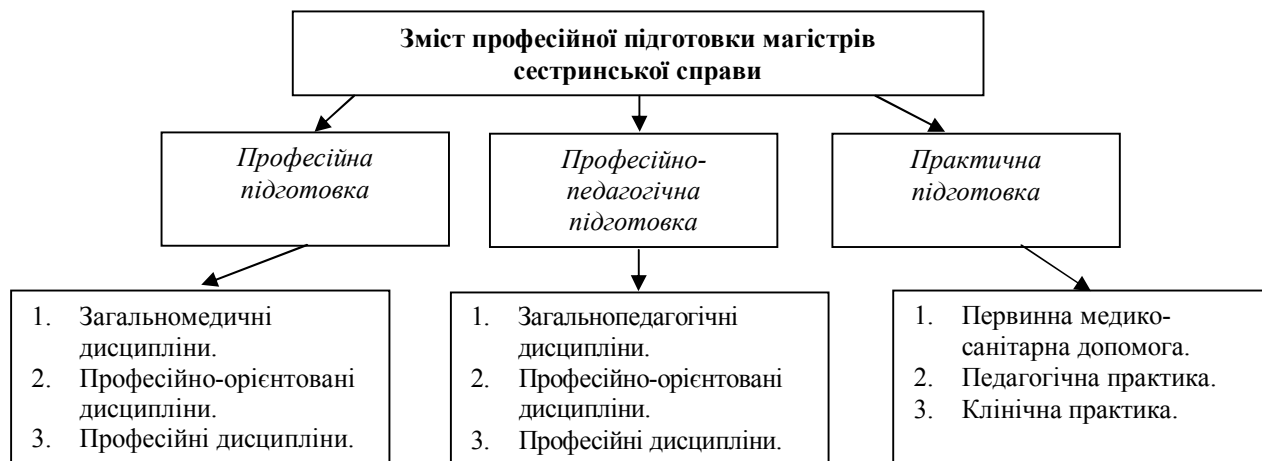 Зміст професійної підготовки магістрів
сестринської справи
Професійна
підготовка
Професійно-
педагогічна
підготовка
Практична
підготовка
1. Загальномедичні
дисципліни.
2. Професійно-орієнтовані
дисципліни.
3. Професійні дисципліни.
1. Загальнопедагогічні
дисципліни.
2. Професійно-орієнтовані
дисципліни.
3. Професійні дисципліни.
1. Первинна медико-
санітарна допомога.
2. Педагогічна практика.
3. Клінічна практика.